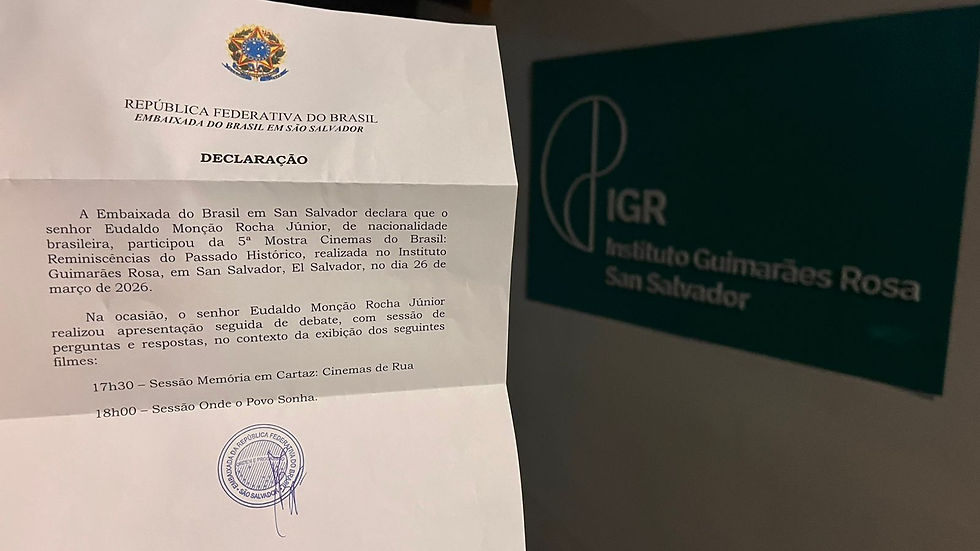 REPÚBLICA FEDERATIVA DO BRASIL
EMBAIXADA DO BRASIL EM SÃO SALVADOR
DECLARAÇÃO
A Embaixada do Brasil em San Salvador declara que o
senhor Eudaldo Monção Rocha Júnior, de nacionalidade
brasileira, participou da 5ª Mostra Cinemas do Brasil:
Reminiscências do Passado Histórico, realizada no Instituto
Guimarães Rosa, em San Salvador, El Salvador, no dia 26 de
março de 2026.
Na ocasião, o senhor Eudaldo Monção Rocha Júnior
realizou apresentação seguida de debate, com sessão de
perguntas e respostas, no contexto da exibição dos seguintes
filmes:
17h30 – Sessão Memória em Cartaz: Cinemas de Rua
18h00 – Sessão Onde o Povo Sonha.
EMBAIXADA DA REPÚBLICA FEDERATIVA DO BRASIL
SÃO SALVADOR
IGR
Instituto Guimarães Rosa
San Salvador